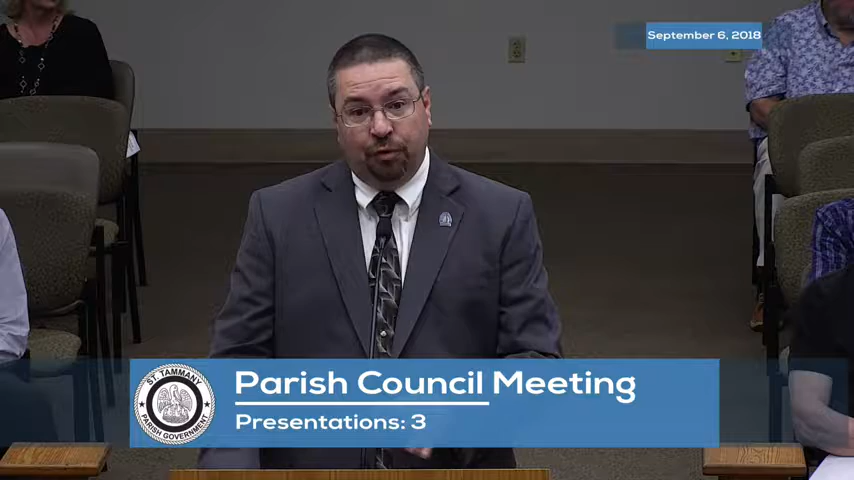 September 6, 2018
Parish Council Meeting
Presentations: 3
ST. TAMMANY
PARISH GOVERNMENT